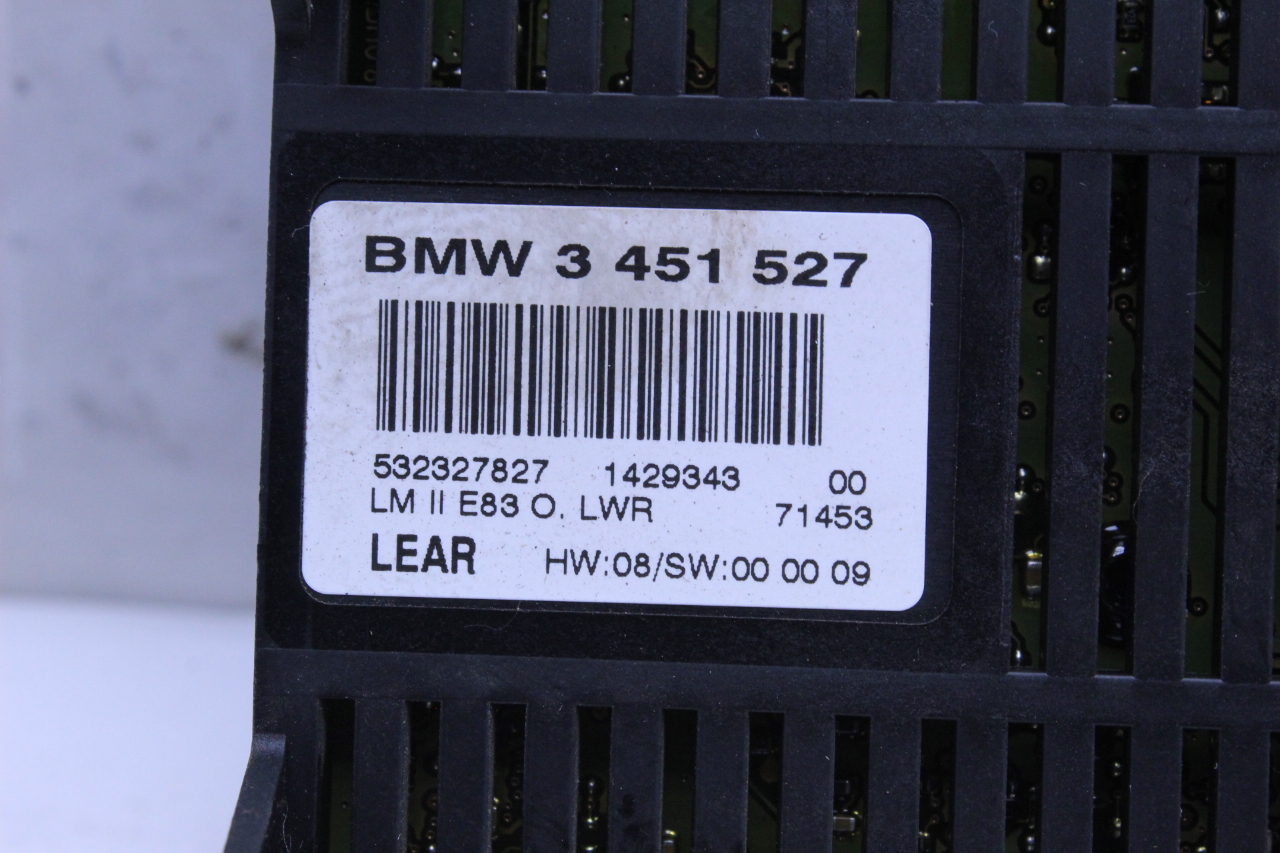 BMW 3 451 527
532327827 1429343 00
LM II E83 O. LWR 71453
LEAR HW:08/SW:00 00 09